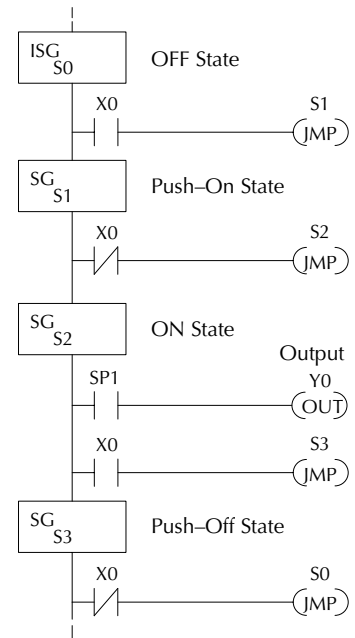 ISG
S0
OFF State
X0
S1
JMP
SG
S1
Push–On State
X0
S2
JMP
SG
S2
ON State
Output
SP1
Y0
OUT
X0
S3
JMP
SG
S3
Push–Off State
X0
S0
JMP